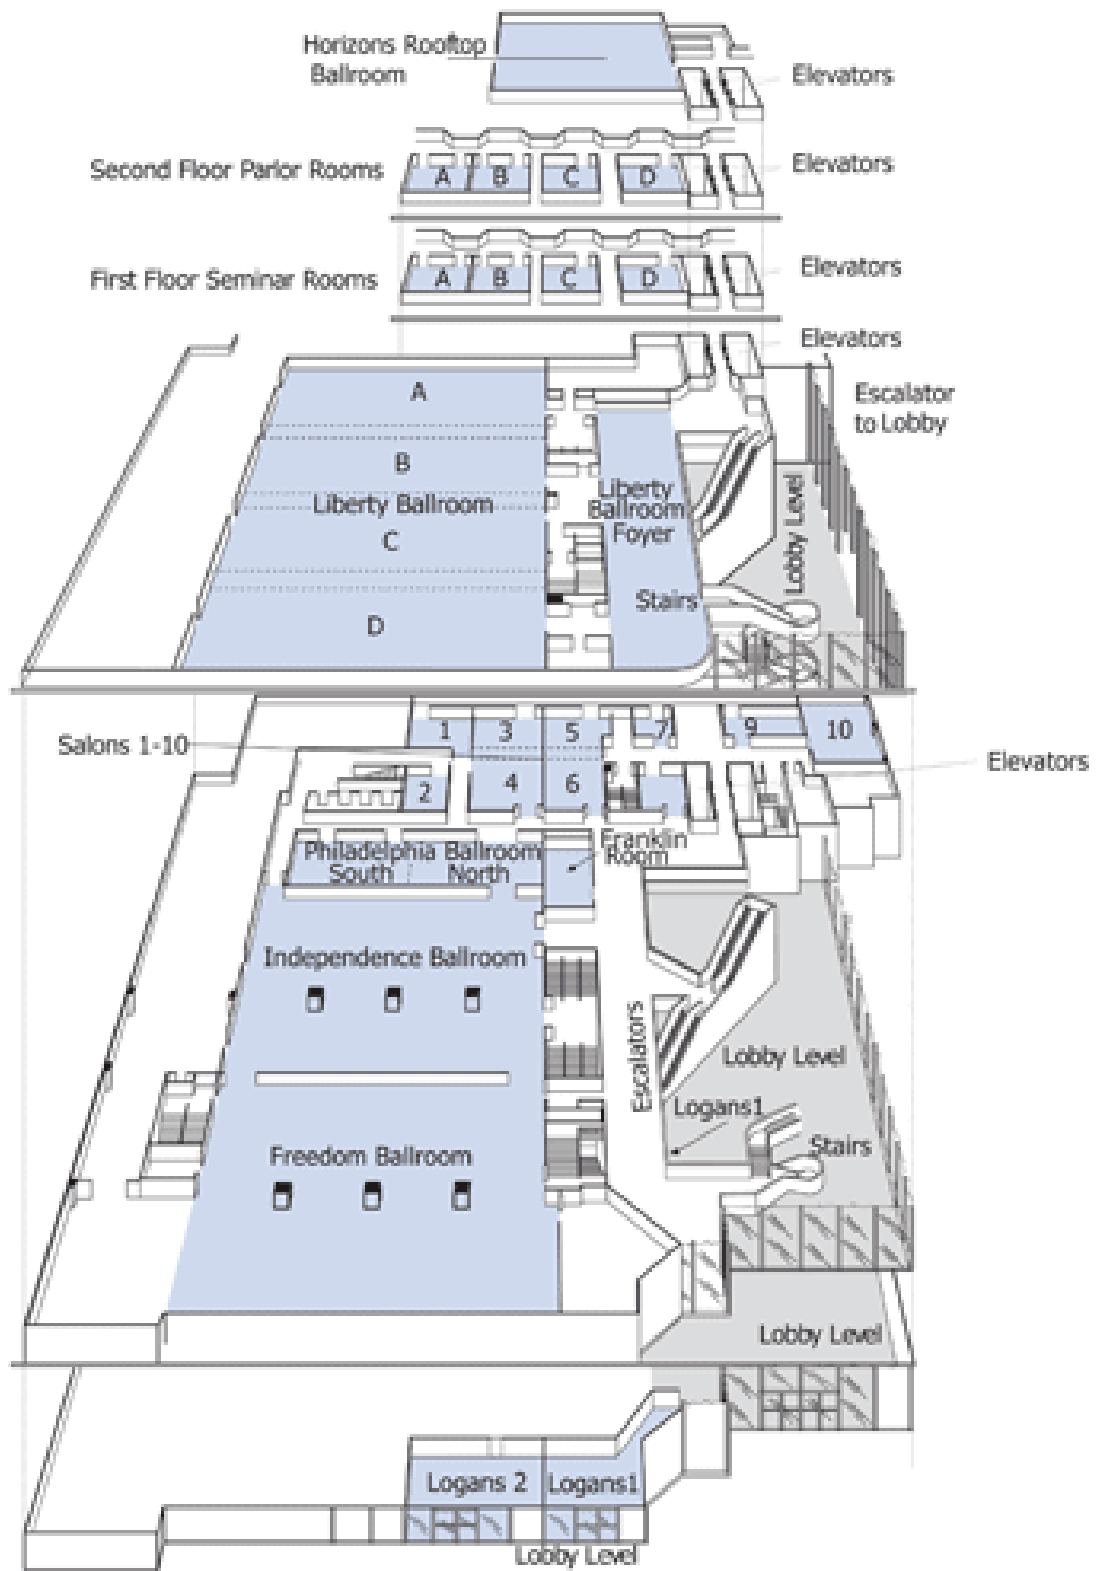 Horizons Rooftop
Ballroom
Elevators
Second Floor Parlor Rooms
A
B
C
D
Elevators
First Floor Seminar Rooms
A
B
C
D
Elevators
Elevators
Escalator
to Lobby
A
B
Liberty Ballroom
C
D
Liberty
Ballroom
Foyer
Lobby Level
Stairs
Salons 1-10
1
3
5
7
9
10
2
4
6
Elevators
Philadelphia Ballroom
South
North
Franklin
Room
Independence Ballroom
Escalators
Lobby Level
Logans1
Stairs
Freedom Ballroom
Lobby Level
Logans 2
Logans1
Lobby Level